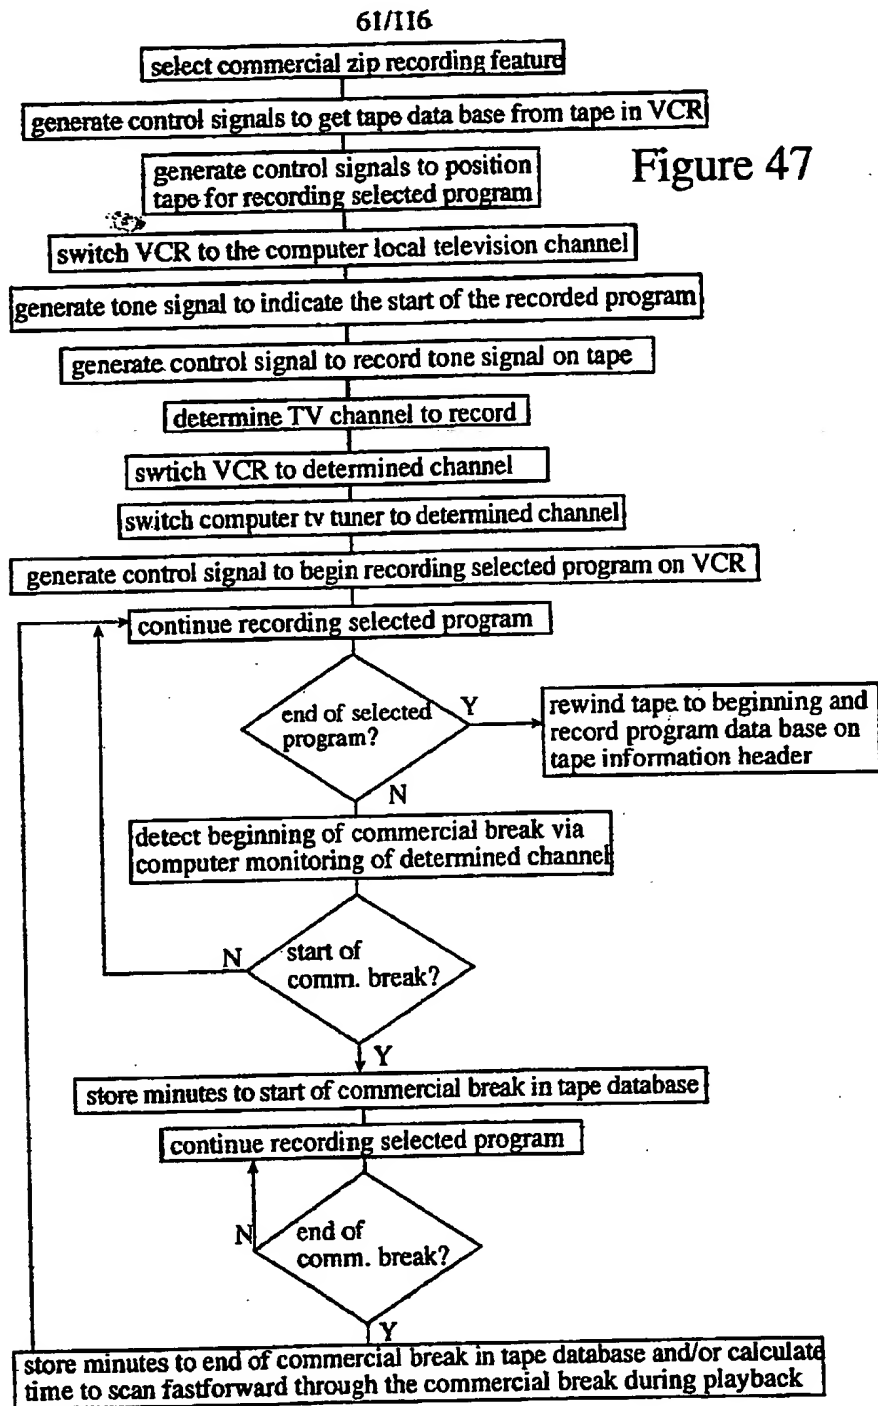 61/116
select commercial zip recording feature
generate control signals to get tape data base from tape in VCR
Figure 47
generate control signals to position
tape for recording selected program
switch VCR to the computer local television channel
generate tone signal to indicate the start of the recorded program
generate control signal to record tone signal on tape
determine TV channel to record
swtich VCR to determined channel
switch computer tv tuner to determined channel
generate control signal to begin recording selected program on VCR
continue recording selected program
end of selected
program?
Y
rewind tape to beginning and
record program data base on
tape information header
N
detect beginning of commercial break via
computer monitoring of determined channel
N
start of
comm. break?
Y
store minutes to start of commercial break in tape database
continue recording selected program
N
end of
comm. break?
Y
store minutes to end of commercial break in tape database and/or calculate
time to scan fastforward through the commercial break during playback